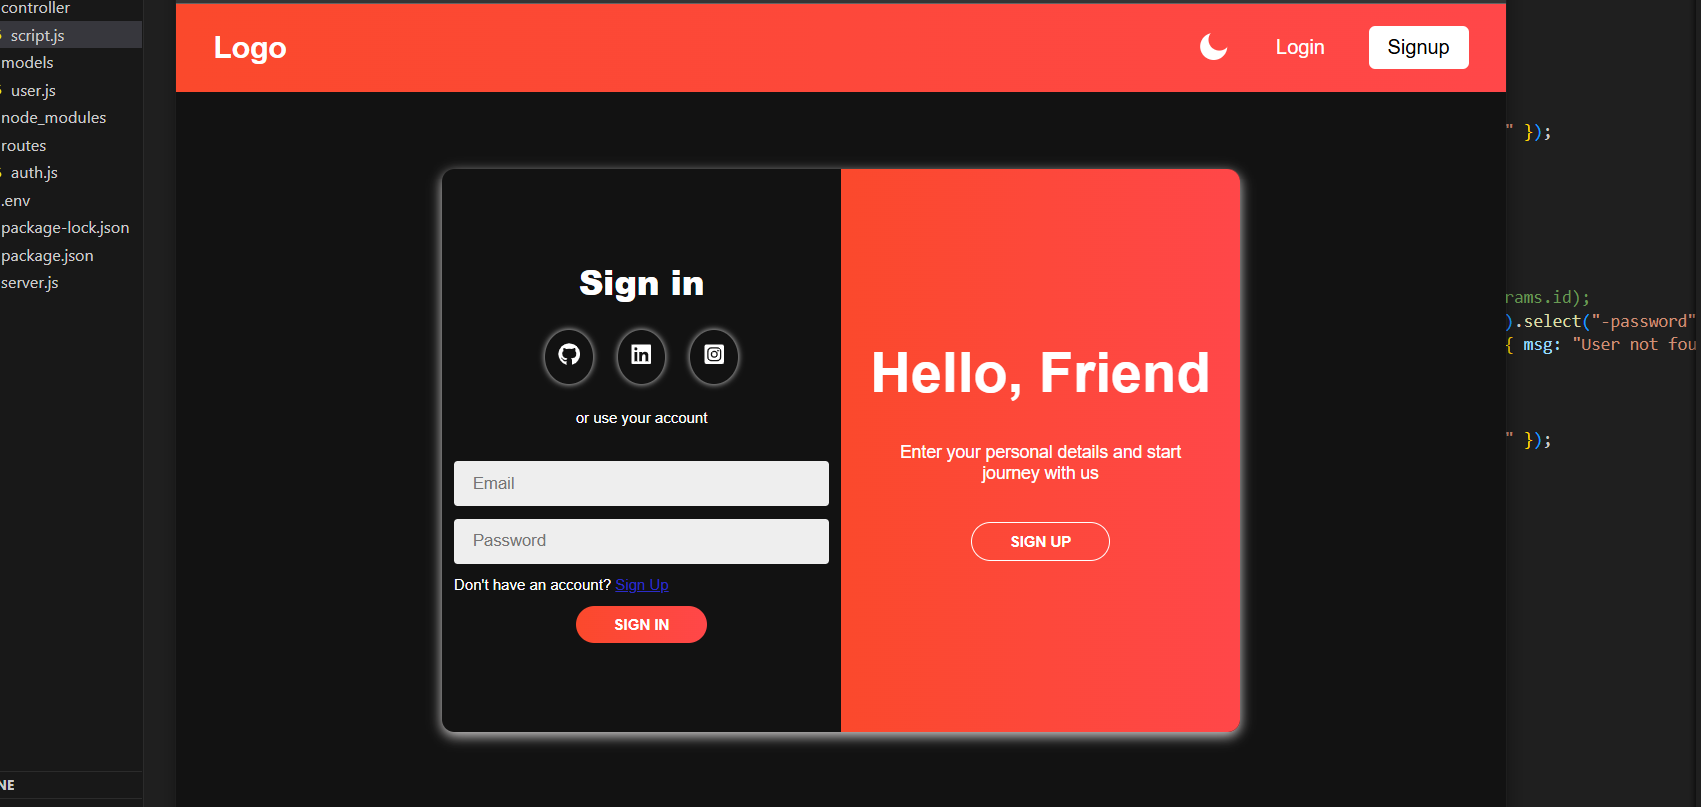 controller
script.js
models
user.js
node_modules
routes
auth.js
.env
package-lock.json
package.json
server.js
NE
Logo
Login
Signup
Sign in
or use your account
Email
Password
Don't have an account? Sign Up
SIGN IN
Hello, Friend
Enter your personal details and start
journey with us
SIGN UP
" });
rams.id);
).select("-password"
{ msg: "User not fou
" });